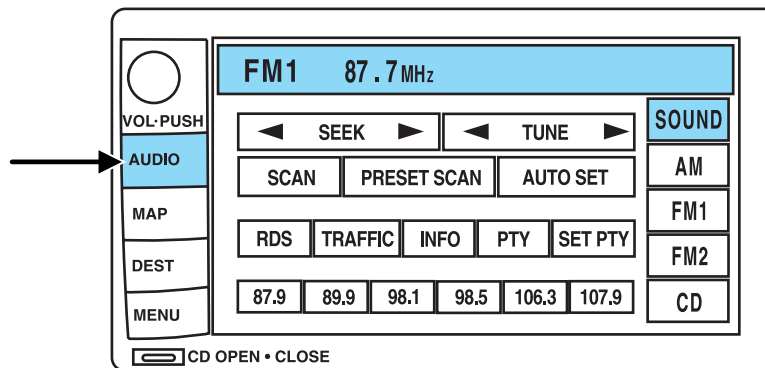 FM1 87.7 MHz
VOL•PUSH
AUDIO
MAP
DEST
MENU
SEEK TUNE
SCAN PRESET SCAN AUTO SET
RDS TRAFFIC INFO PTY SET PTY
87.9 89.9 98.1 98.5 106.3 107.9
SOUND
AM
FM1
FM2
CD
CD OPEN • CLOSE